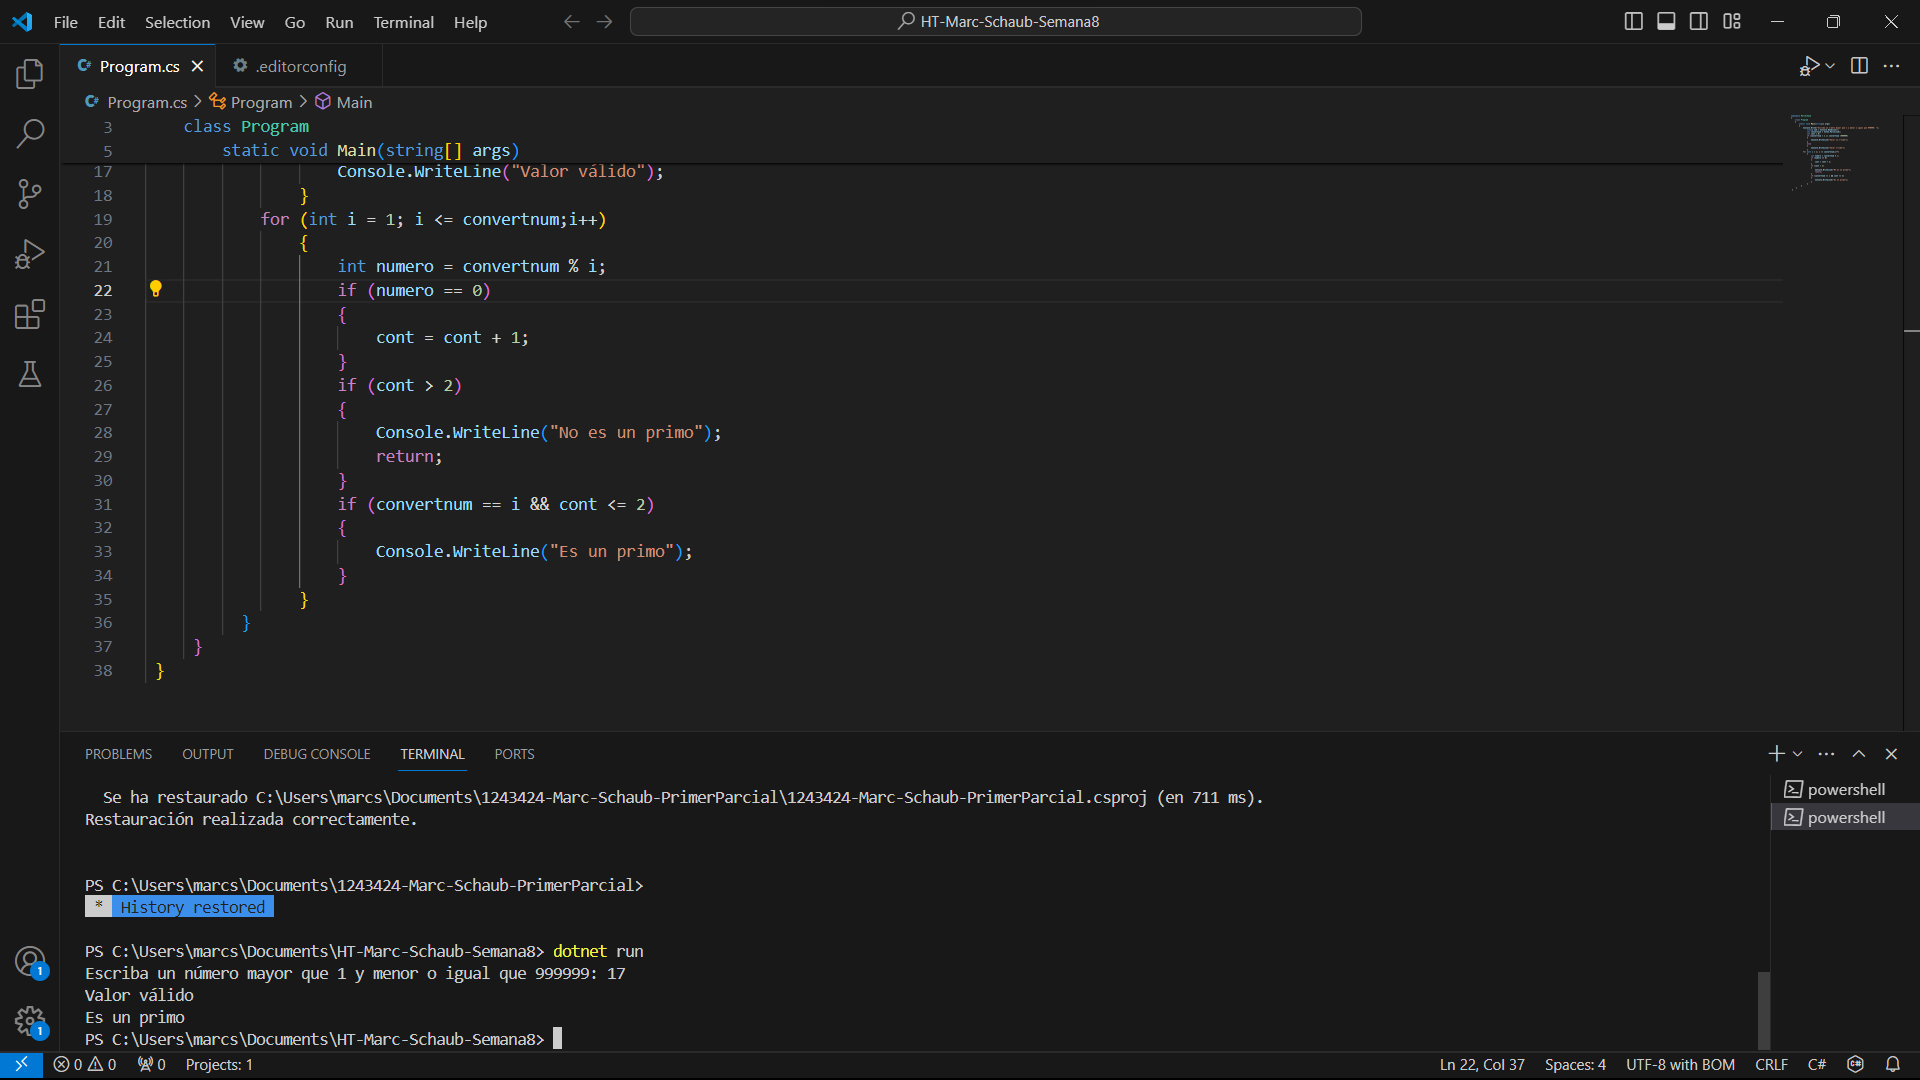 File Edit Selection View Go Run Terminal Help
HT-Marc-Schaub-Semana8
Program.cs
.editorconfig
Program.cs > Program > Main
3 class Program
5 static void Main(string[] args)
17 Console.WriteLine("Valor válido");
18 }
19 for (int i = 1; i <= convertnum;i++)
20 {
21 int numero = convertnum % i;
22 if (numero == 0)
23 {
24 cont = cont + 1;
25 }
26 if (cont > 2)
27 {
28 Console.WriteLine("No es un primo");
29 return;
30 }
31 if (convertnum == i && cont <= 2)
32 {
33 Console.WriteLine("Es un primo");
34 }
35 }
36 }
37 }
38 }
PROBLEMS OUTPUT DEBUG CONSOLE TERMINAL PORTS
powershell
powershell
Se ha restaurado C:\Users\marcs\Documents\1243424-Marc-Schaub-PrimerParcial\1243424-Marc-Schaub-PrimerParcial.csproj (en 711 ms).
Restauración realizada correctamente.
PS C:\Users\marcs\Documents\1243424-Marc-Schaub-PrimerParcial>
* History restored
PS C:\Users\marcs\Documents\HT-Marc-Schaub-Semana8> dotnet run
Escriba un número mayor que 1 y menor o igual que 999999: 17
Valor válido
Es un primo
PS C:\Users\marcs\Documents\HT-Marc-Schaub-Semana8>
1
1
0 0 0 Projects: 1 Ln 22, Col 37 Spaces: 4 UTF-8 with BOM CRLF C#